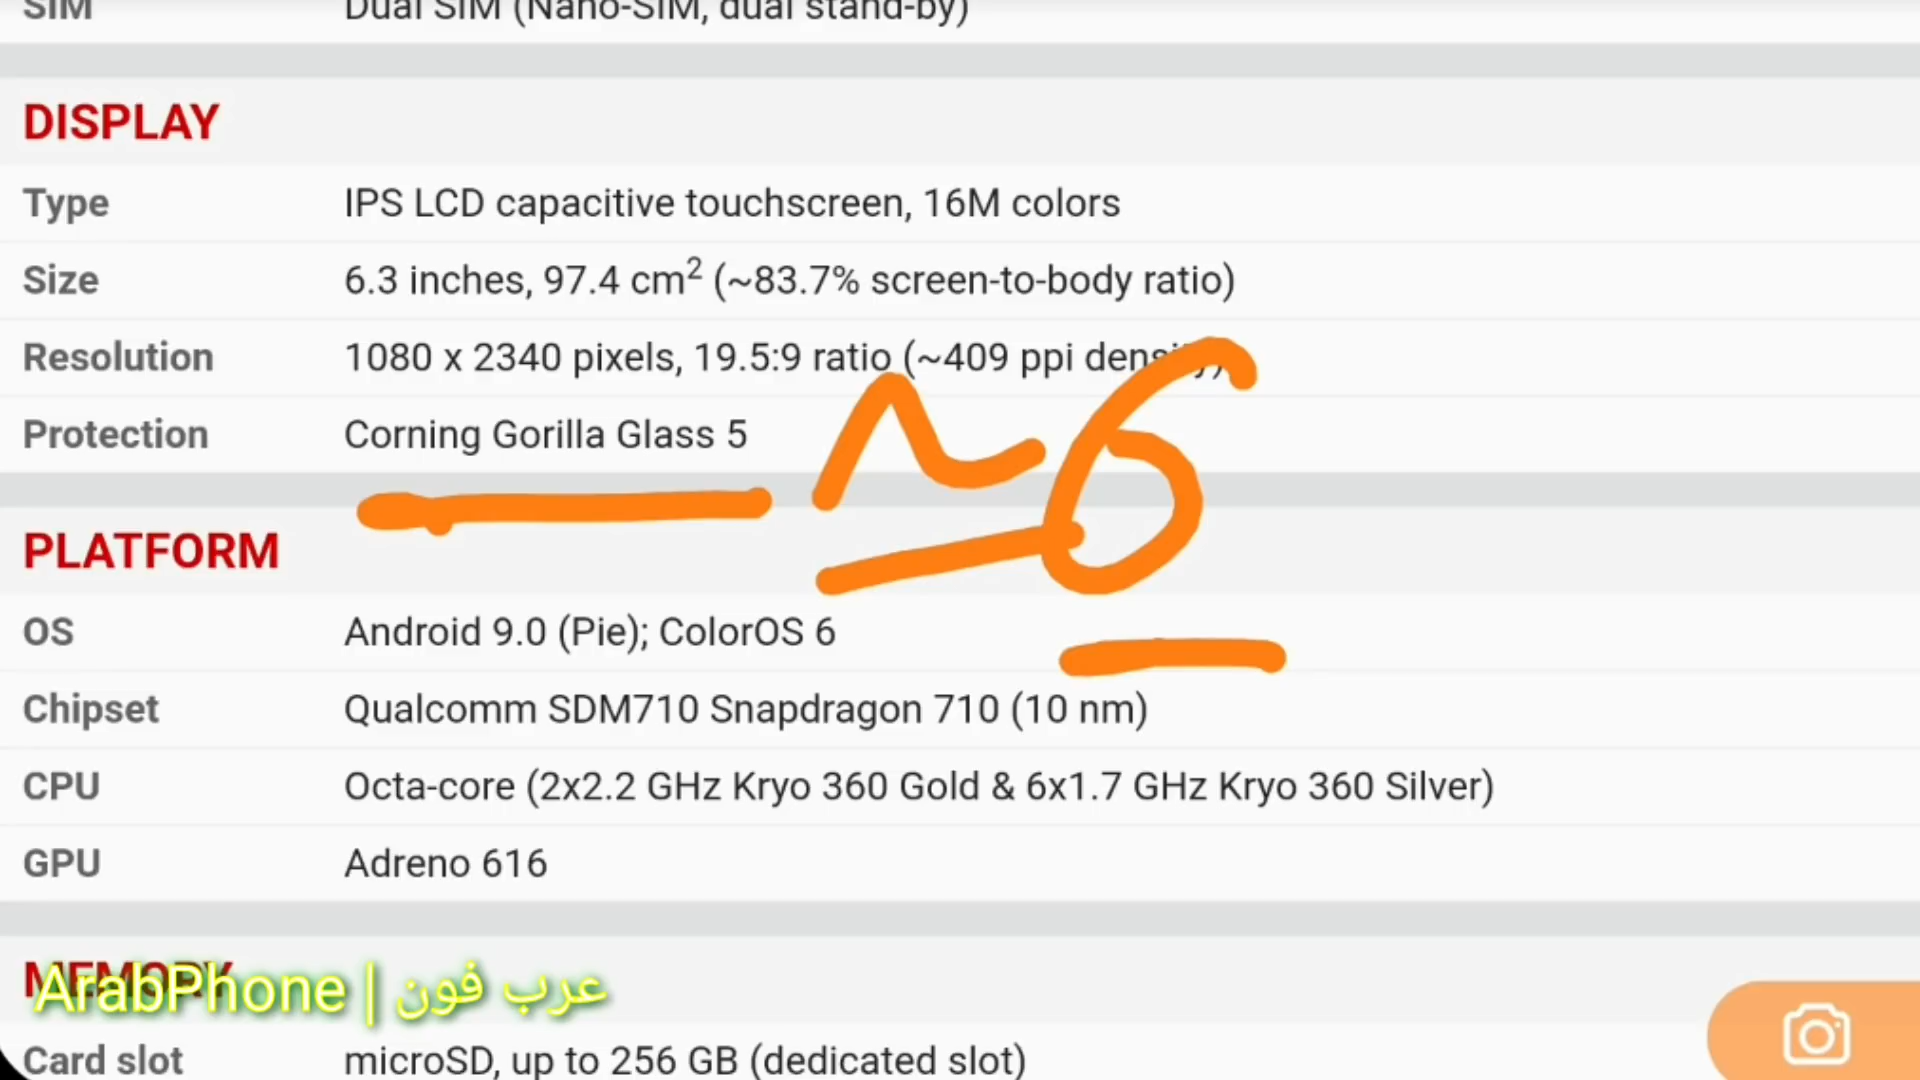 SIM Dual SIM (Nano-SIM, dual stand-by)
DISPLAY
Type IPS LCD capacitive touchscreen, 16M colors
Size 6.3 inches, 97.4 cm² (~83.7% screen-to-body ratio)
Resolution 1080 x 2340 pixels, 19.5:9 ratio (~409 ppi density)
Protection Corning Gorilla Glass 5
6
PLATFORM
OS Android 9.0 (Pie); ColorOS 6
Chipset Qualcomm SDM710 Snapdragon 710 (10 nm)
CPU Octa-core (2x2.2 GHz Kryo 360 Gold & 6x1.7 GHz Kryo 360 Silver)
GPU Adreno 616
MEMORY
ArabPhone | عرب فون
Card slot microSD, up to 256 GB (dedicated slot)